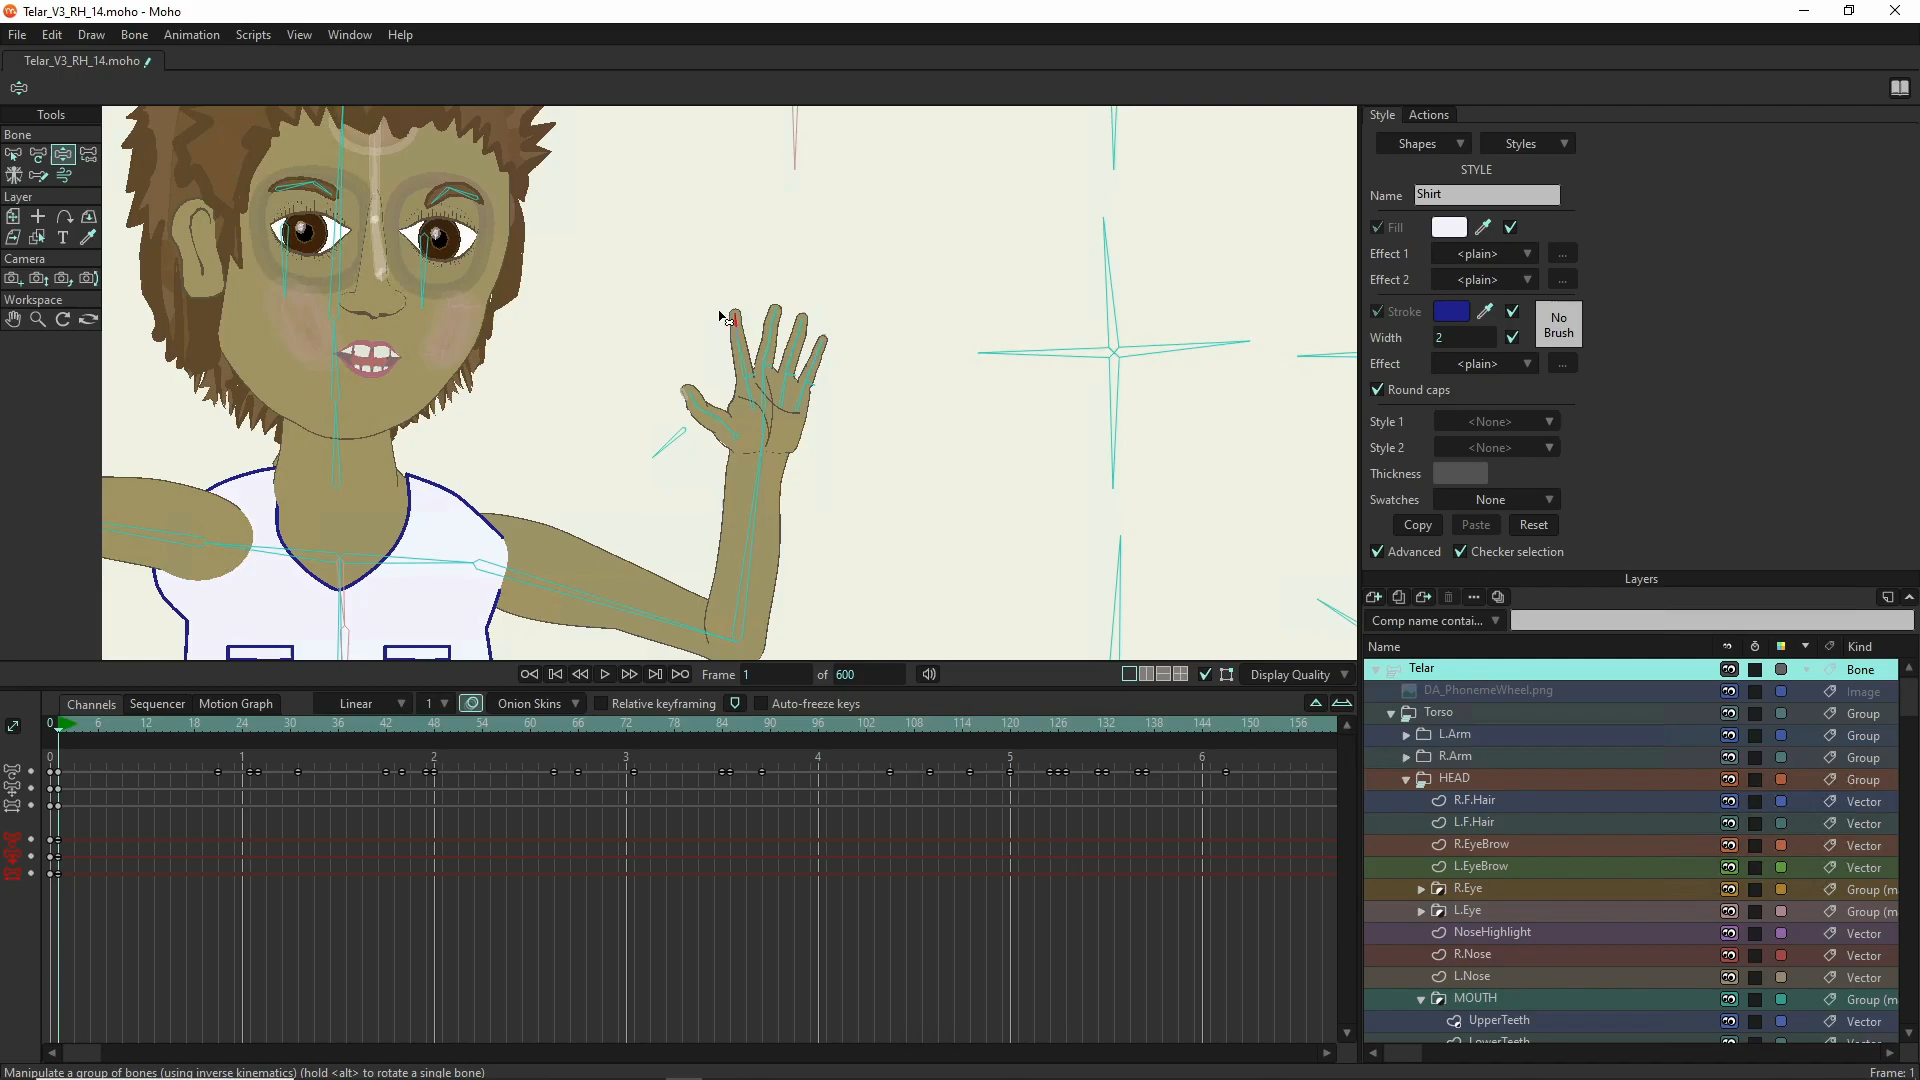 Telar_V3_RH_14.moho - Moho
File Edit Draw Bone Animation Scripts View Window Help
Telar_V3_RH_14.moho
Tools
Bone
Layer
Camera
Workspace
Style Actions
Shapes Styles
STYLE
Name Shirt
Fill
Effect 1 <plain> ...
Effect 2 <plain> ...
Stroke
No Brush
Width 2
Effect <plain> ...
Round caps
Style 1 <None>
Style 2 <None>
Thickness
Swatches None
Copy Paste Reset
Advanced Checker selection
Layers
Comp name contai...
Name Kind
Telar Bone
DA_PhonemeWheel.png Image
Torso Group
L.Arm Group
R.Arm Group
HEAD Group
R.F.Hair Vector
L.F.Hair Vector
R.EyeBrow Vector
L.EyeBrow Vector
R.Eye Group (m
L.Eye Group (m
NoseHighlight Vector
R.Nose Vector
L.Nose Vector
MOUTH Group (m
UpperTeeth Vector
LowerTeeth
Frame 1 of 600 Display Quality
Channels Sequencer Motion Graph Linear 1 Onion Skins Relative keyframing Auto-freeze keys
0 6 12 18 24 30 36 42 48 54 60 66 72 78 84 90 96 102 108 114 120 126 132 138 144 150 156
0 1 2 3 4 5 6
Manipulate a group of bones (using inverse kinematics) (hold <alt> to rotate a single bone)
Frame: 1